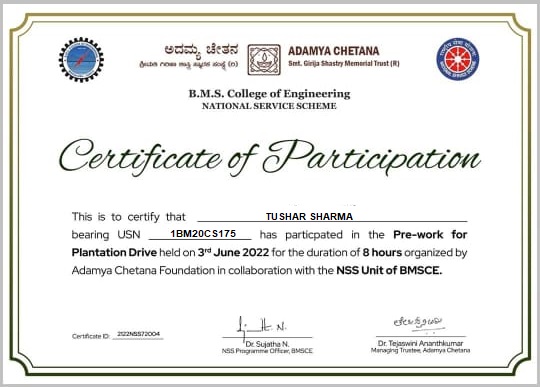 ಅದಮ್ಯ ಚೇತನ
ADAMYA CHETANA
Smt. Girija Shastry Memorial Trust (R)
B.M.S. College of Engineering
NATIONAL SERVICE SCHEME
Certificate of Participation
This is to certify that TUSHAR SHARMA
bearing USN 1BM20CS175 has particpated in the Pre-work for
Plantation Drive held on 3rd June 2022 for the duration of 8 hours organized by
Adamya Chetana Foundation in collaboration with the NSS Unit of BMSCE.
Certificate ID: 2122NSS72004
Dr. Sujatha N.
NSS Programme Officer, BMSCE
Dr. Tejaswini Ananthkumar
Managing Trustee, Adamya Chetana